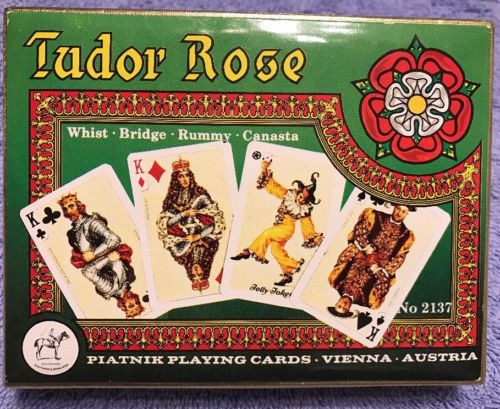 Tudor Rose
Whist · Bridge · Rummy · Canasta
K
K
Jolly Joker
K
No 2137
PIATNIK PLAYING CARDS · VIENNA · AUSTRIA